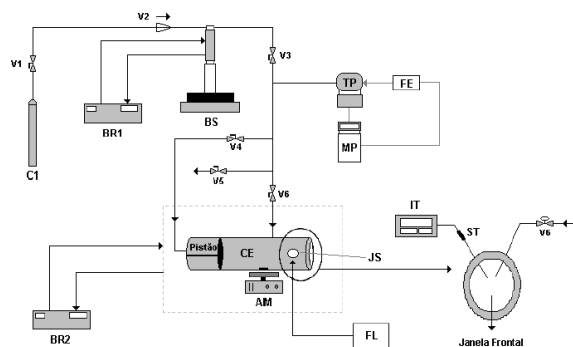 V2
V1
V3
TP
FE
BR1
BS
MP
C1
V4
V5
V6
IT
ST
V6
Pistão
CE
JS
AM
BR2
FL
Janela Frontal